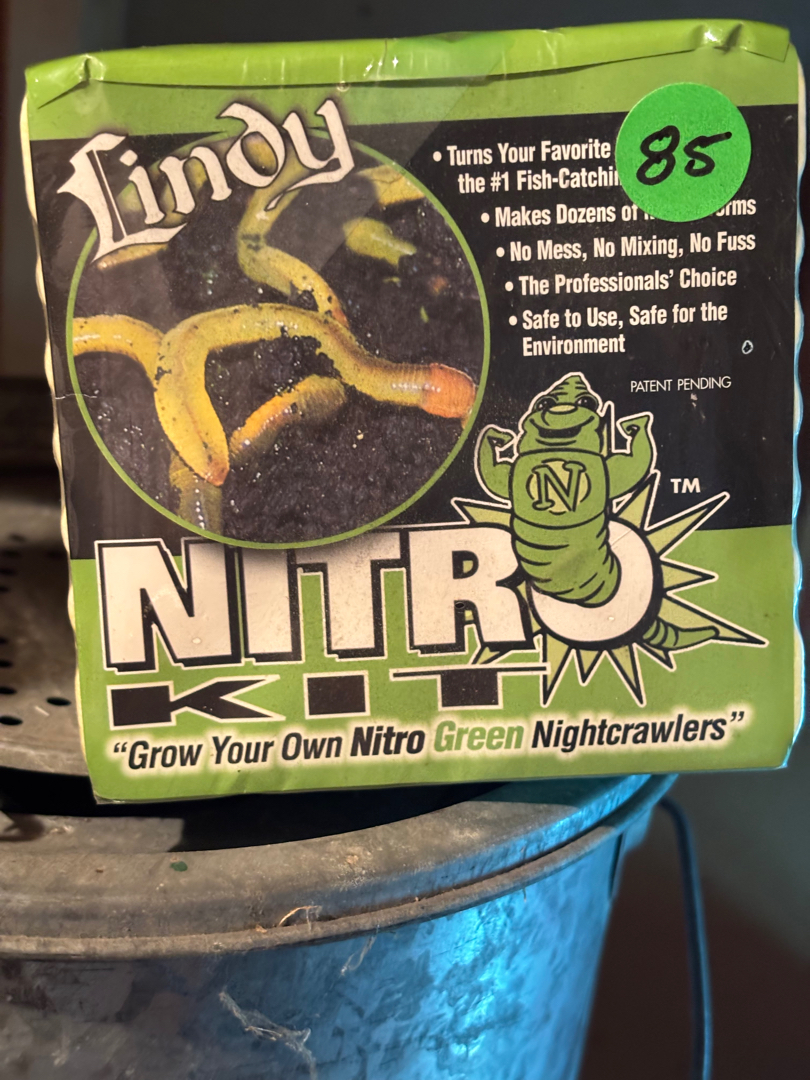 Lindy
85
• Turns Your Favorite
the #1 Fish-Catchin
• Makes Dozens of
• No Mess, No Mixing, No Fuss
• The Professionals' Choice
• Safe to Use, Safe for the
Environment
PATENT PENDING
N
TM
NITRO
KIT
“Grow Your Own Nitro Green Nightcrawlers”